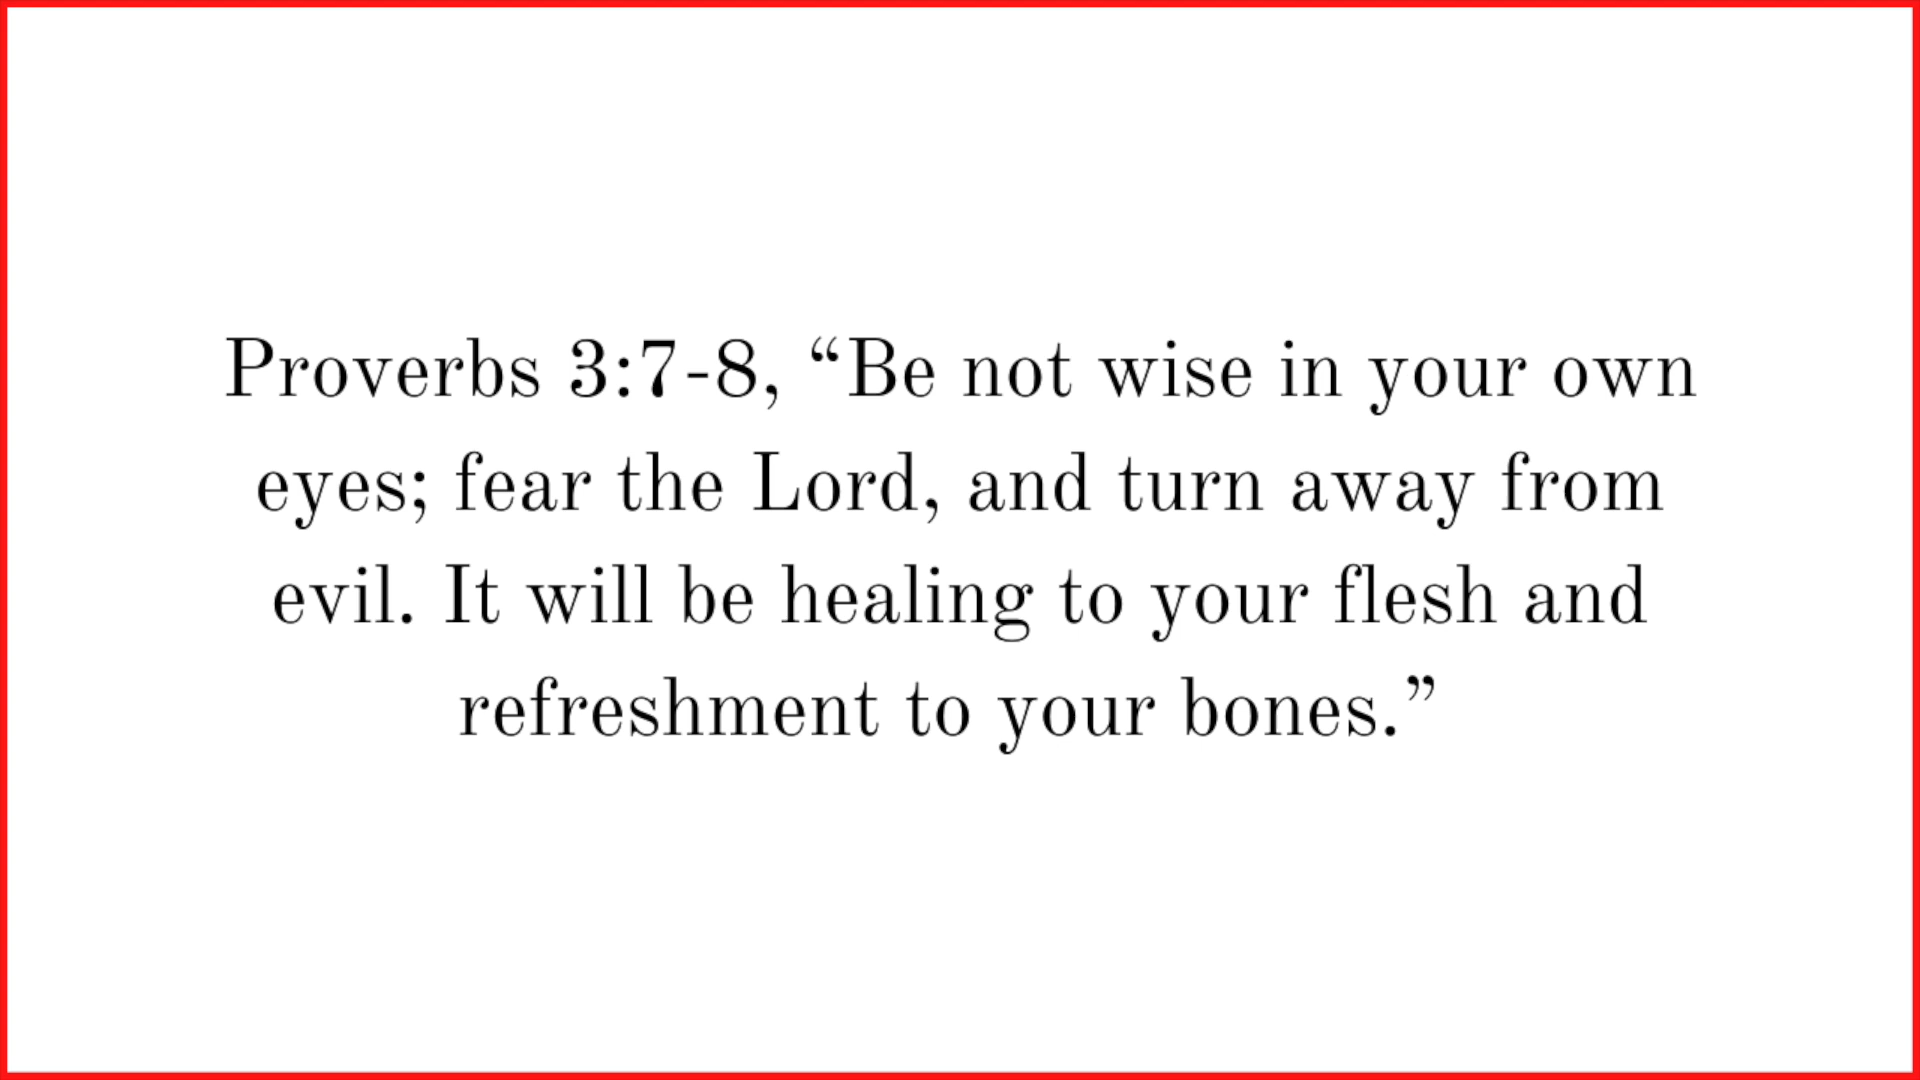 Proverbs 3:7-8, “Be not wise in your own
eyes; fear the Lord, and turn away from
evil. It will be healing to your flesh and
refreshment to your bones.”